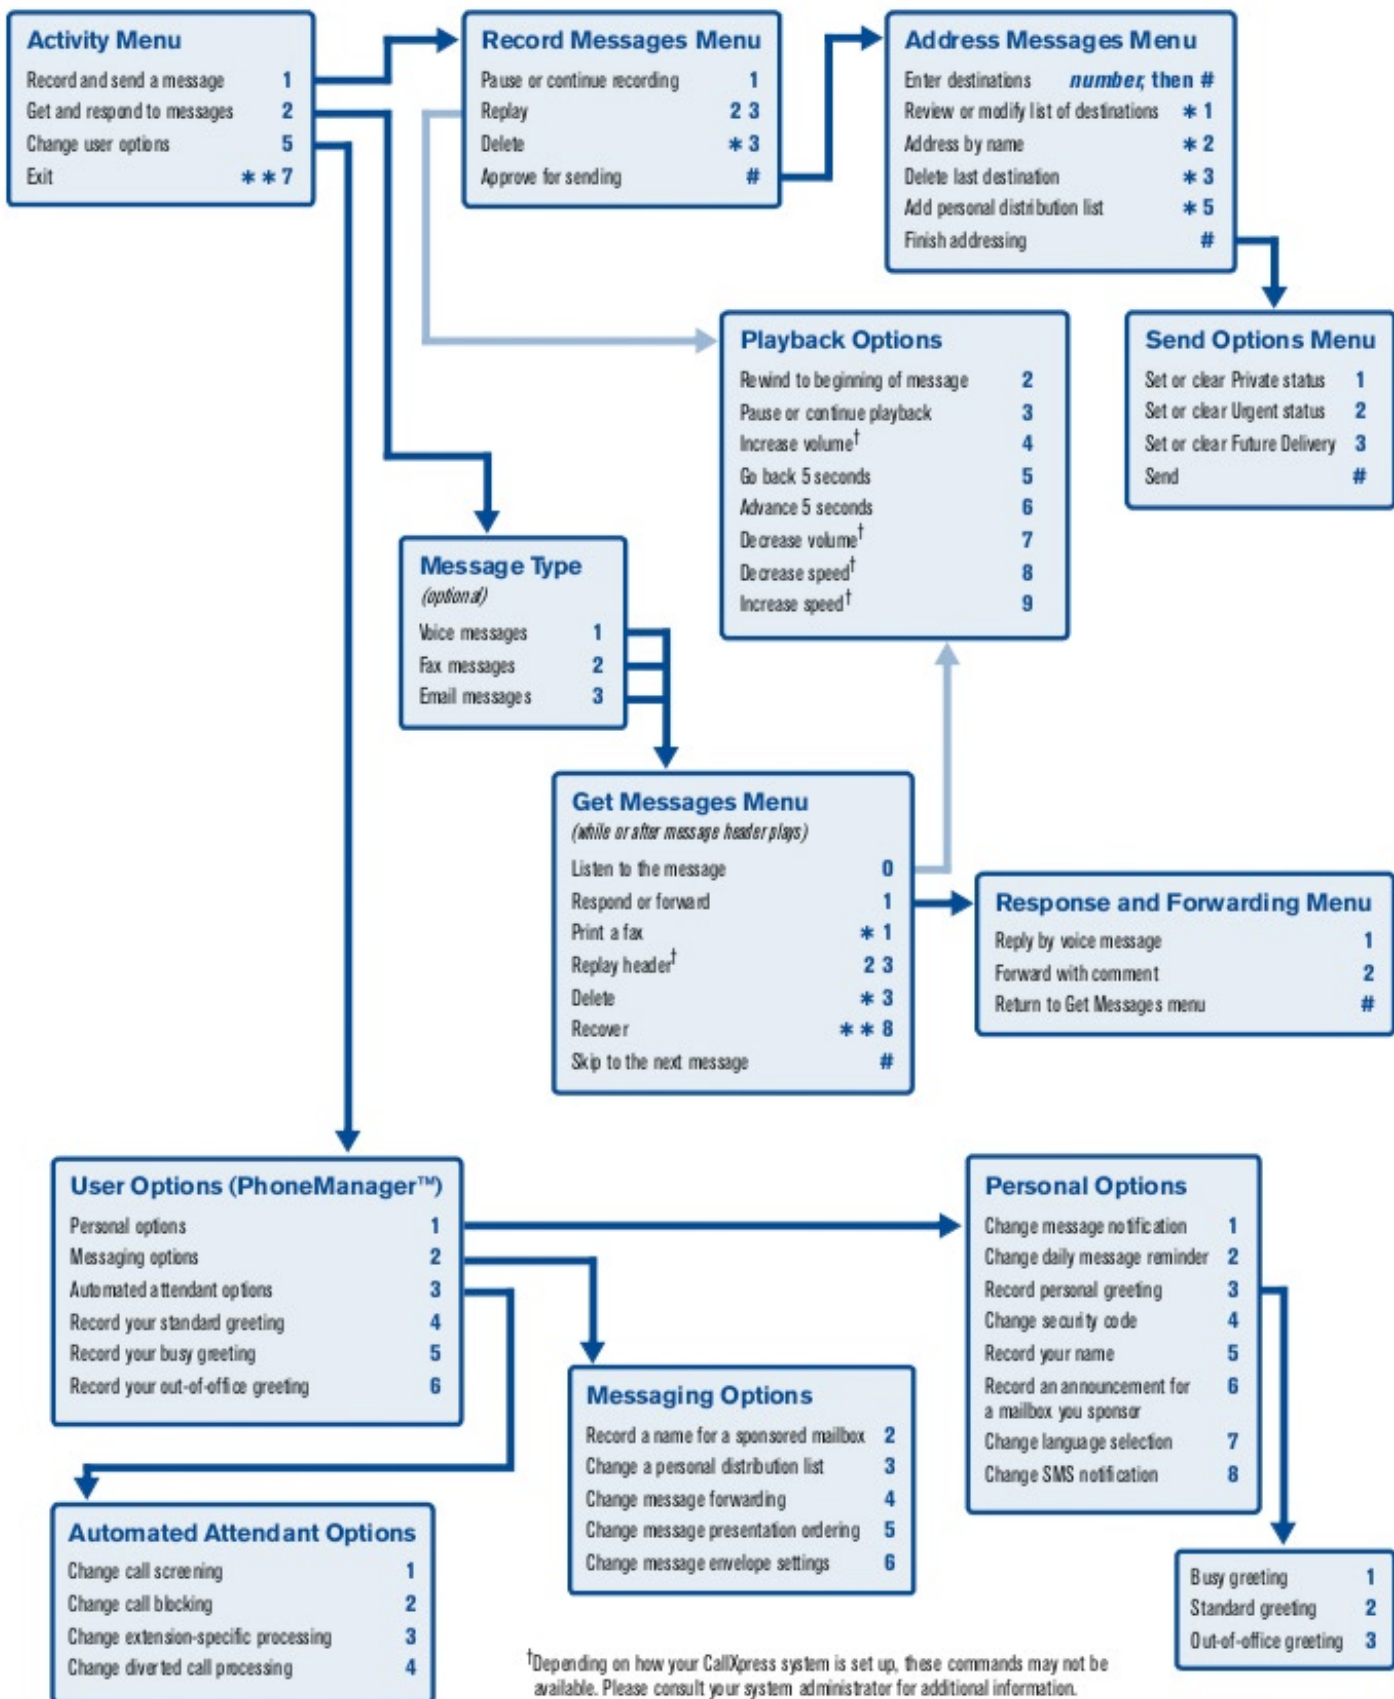 Activity Menu
Record and send a message 1
Get and respond to messages 2
Change user options 5
Exit * * 7
Record Messages Menu
Pause or continue recording 1
Replay 2 3
Delete * 3
Approve for sending #
Address Messages Menu
Enter destinations number, then #
Review or modify list of destinations * 1
Address by name * 2
Delete last destination * 3
Add personal distribution list * 5
Finish addressing #
Playback Options
Rewind to beginning of message 2
Pause or continue playback 3
Increase volume† 4
Go back 5 seconds 5
Advance 5 seconds 6
Decrease volume† 7
Decrease speed† 8
Increase speed† 9
Send Options Menu
Set or clear Private status 1
Set or clear Urgent status 2
Set or clear Future Delivery 3
Send #
Message Type
(optional)
Voice messages 1
Fax messages 2
Email messages 3
Get Messages Menu
(while or after message header plays)
Listen to the message 0
Respond or forward 1
Print a fax * 1
Replay header† 2 3
Delete * 3
Recover * * 8
Skip to the next message #
Response and Forwarding Menu
Reply by voice message 1
Forward with comment 2
Return to Get Messages menu #
User Options (PhoneManager™)
Personal options 1
Messaging options 2
Automated attendant options 3
Record your standard greeting 4
Record your busy greeting 5
Record your out-of-office greeting 6
Personal Options
Change message notification 1
Change daily message reminder 2
Record personal greeting 3
Change security code 4
Record your name 5
Record an announcement for 6
a mailbox you sponsor
Change language selection 7
Change SMS notification 8
Messaging Options
Record a name for a sponsored mailbox 2
Change a personal distribution list 3
Change message forwarding 4
Change message presentation ordering 5
Change message envelope settings 6
Automated Attendant Options
Change call screening 1
Change call blocking 2
Change extension-specific processing 3
Change diverted call processing 4
Busy greeting 1
Standard greeting 2
Out-of-office greeting 3
†Depending on how your CallXpress system is set up, these commands may not be
available. Please consult your system administrator for additional information.